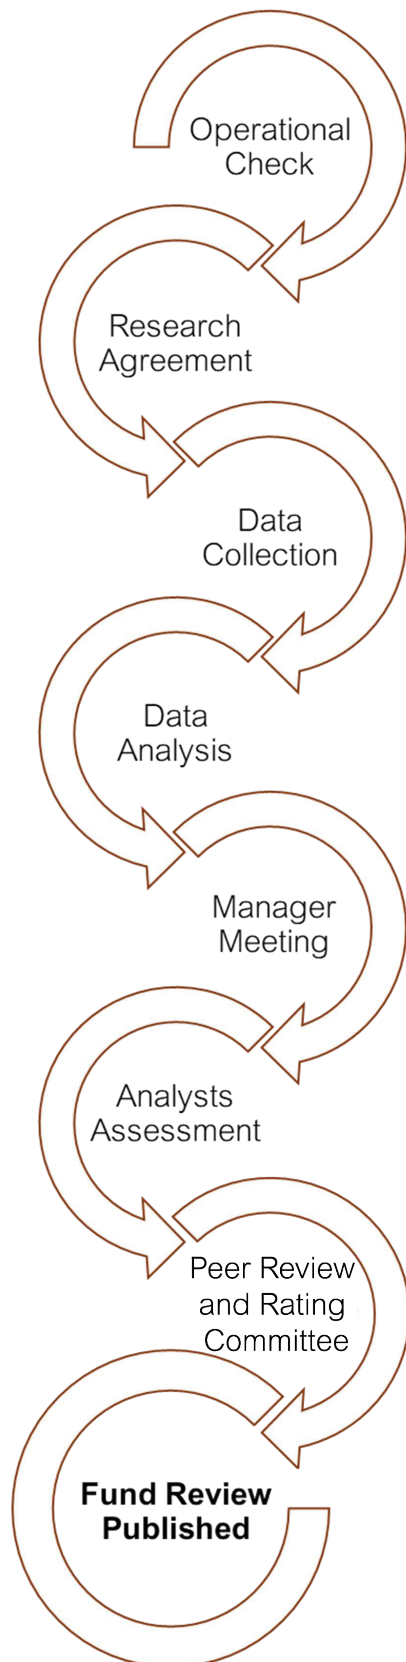 Operational
Check
Research
Agreement
Data
Collection
Data
Analysis
Manager
Meeting
Analysts
Assessment
Peer Review
and Rating
Committee
Fund Review
Published